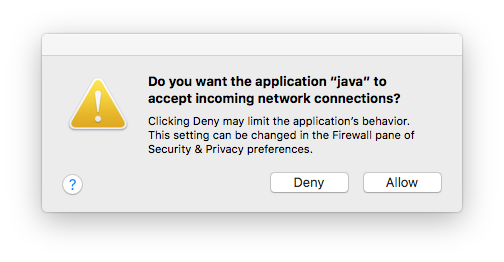 Do you want the application “java” to
accept incoming network connections?
Clicking Deny may limit the application’s behavior.
This setting can be changed in the Firewall pane of
Security & Privacy preferences.
?
Deny
Allow